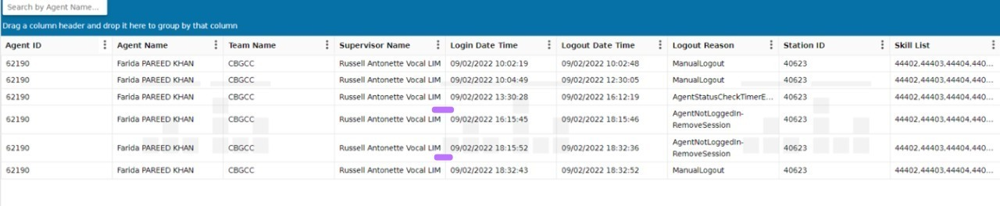 Search by Agent Name...
Drag a column header and drop it here to group by that column
Agent ID Agent Name Team Name Supervisor Name Login Date Time Logout Date Time Logout Reason Station ID Skill List
62190 Farida PAREED KHAN CBGCC Russell Antonette Vocal LIM 09/02/2022 10:02:19 09/02/2022 10:02:48 ManualLogout 40623 44402,44403,44404,440...
62190 Farida PAREED KHAN CBGCC Russell Antonette Vocal LIM 09/02/2022 10:04:49 09/02/2022 12:30:05 ManualLogout 40623 44402,44403,44404,440...
62190 Farida PAREED KHAN CBGCC Russell Antonette Vocal LIM 09/02/2022 13:30:28 09/02/2022 16:12:19 AgentStatusCheckTimerE... 40623 44402,44403,44404,440...
62190 Farida PAREED KHAN CBGCC Russell Antonette Vocal LIM 09/02/2022 16:15:45 09/02/2022 18:15:46 AgentNotLoggedIn-
RemoveSession 40623 44402,44403,44404,440...
62190 Farida PAREED KHAN CBGCC Russell Antonette Vocal LIM 09/02/2022 18:15:52 09/02/2022 18:32:36 AgentNotLoggedIn-
RemoveSession 40623 44402,44403,44404,440...
62190 Farida PAREED KHAN CBGCC Russell Antonette Vocal LIM 09/02/2022 18:32:43 09/02/2022 18:32:52 ManualLogout 40623 44402,44403,44404,440...